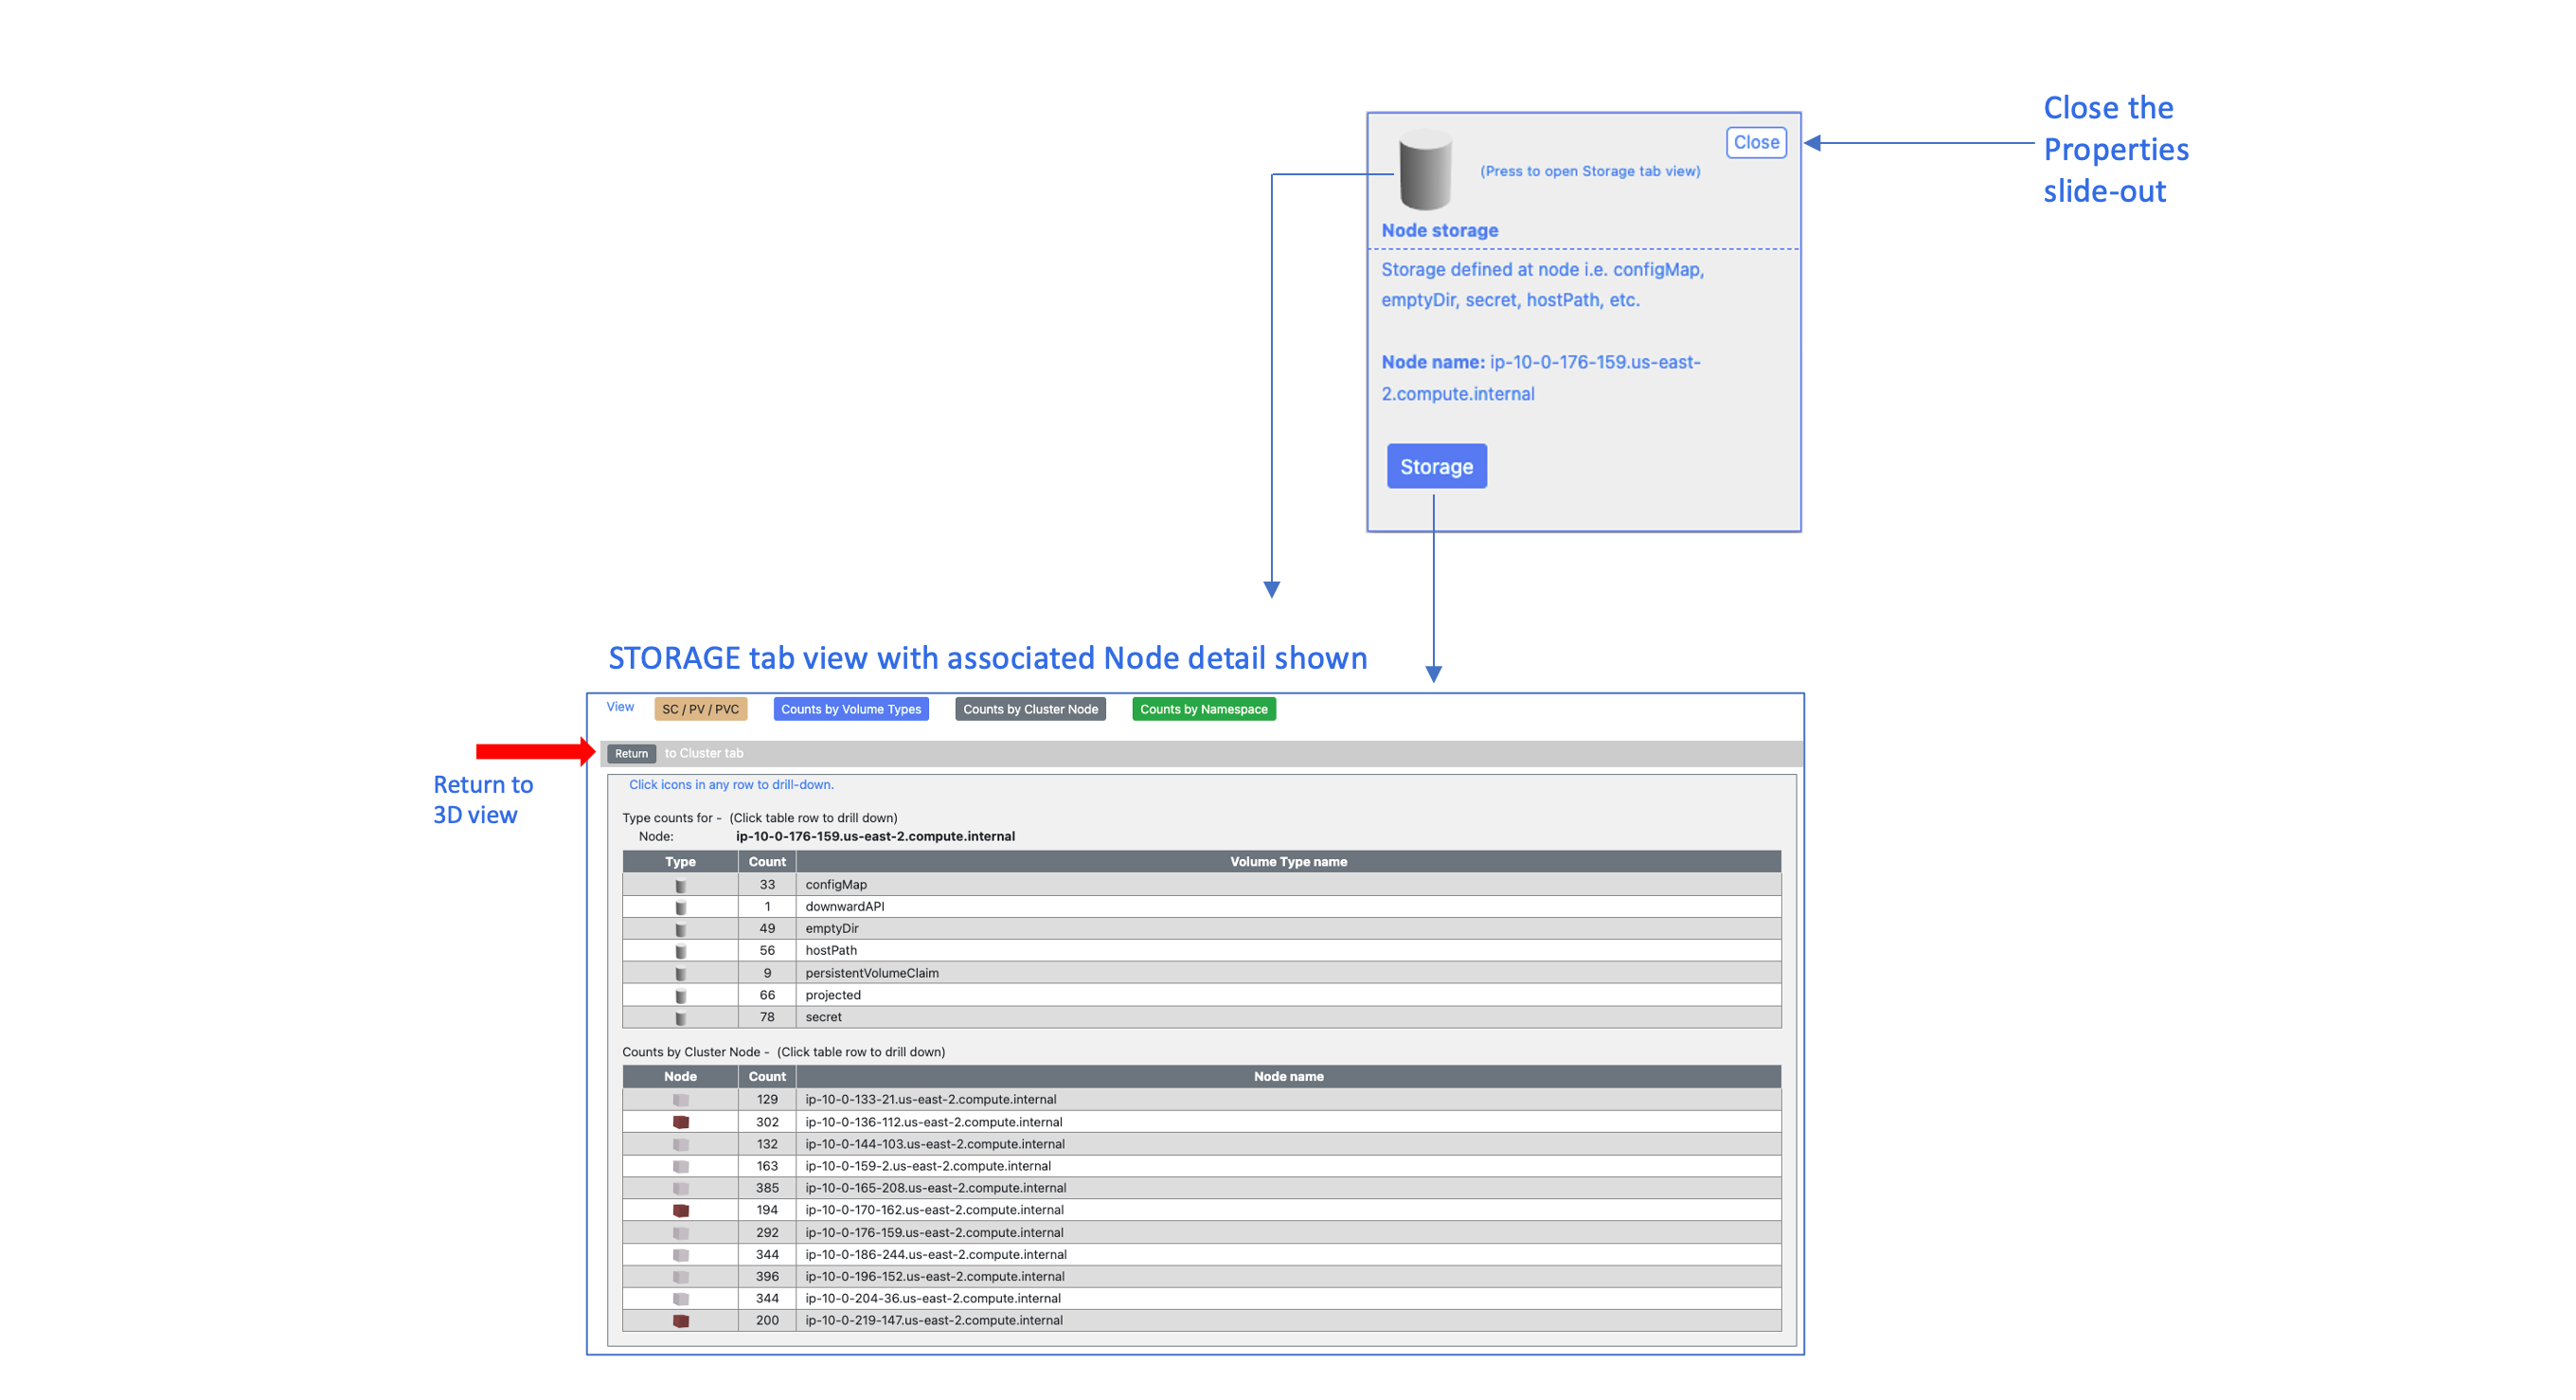 Close the
Properties
slide-out
Close
(Press to open Storage tab view)
Node storage
Storage defined at node i.e. configMap,
emptyDir, secret, hostPath, etc.
Node name: ip-10-0-176-159.us-east-
2.compute.internal
Storage
STORAGE tab view with associated Node detail shown
View SC / PV / PVC Counts by Volume Types Counts by Cluster Node Counts by Namespace
Return to Cluster tab
Return to
3D view
Click icons in any row to drill-down.
Type counts for - (Click table row to drill down)
Node: ip-10-0-176-159.us-east-2.compute.internal
Type Count Volume Type name
33 configMap
1 downwardAPI
49 emptyDir
56 hostPath
9 persistentVolumeClaim
66 projected
78 secret
Counts by Cluster Node - (Click table row to drill down)
Node Count Node name
129 ip-10-0-133-21.us-east-2.compute.internal
302 ip-10-0-136-112.us-east-2.compute.internal
132 ip-10-0-144-103.us-east-2.compute.internal
163 ip-10-0-159-2.us-east-2.compute.internal
385 ip-10-0-165-208.us-east-2.compute.internal
194 ip-10-0-170-162.us-east-2.compute.internal
292 ip-10-0-176-159.us-east-2.compute.internal
344 ip-10-0-186-244.us-east-2.compute.internal
396 ip-10-0-196-152.us-east-2.compute.internal
344 ip-10-0-204-36.us-east-2.compute.internal
200 ip-10-0-219-147.us-east-2.compute.internal